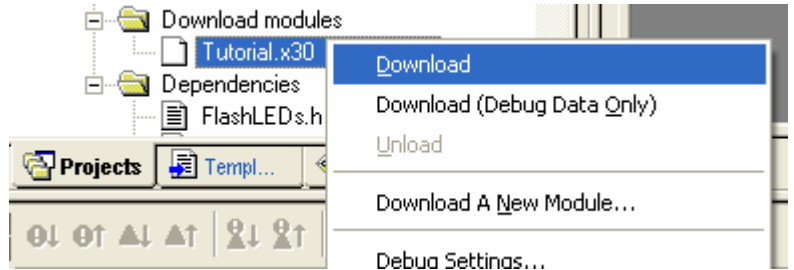 Download modules
Tutorial.x30
Dependencies
FlashLEDs.h
Projects
Templ...
Download
Download (Debug Data Only)
Unload
Download A New Module...
Debug Settings...